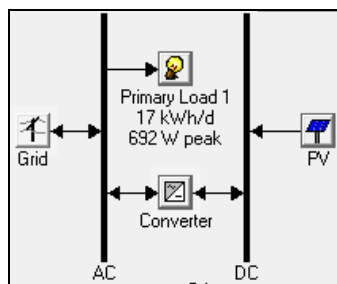 Primary Load 1
17 kWh/d
692 W peak
Grid
PV
Converter
AC
DC